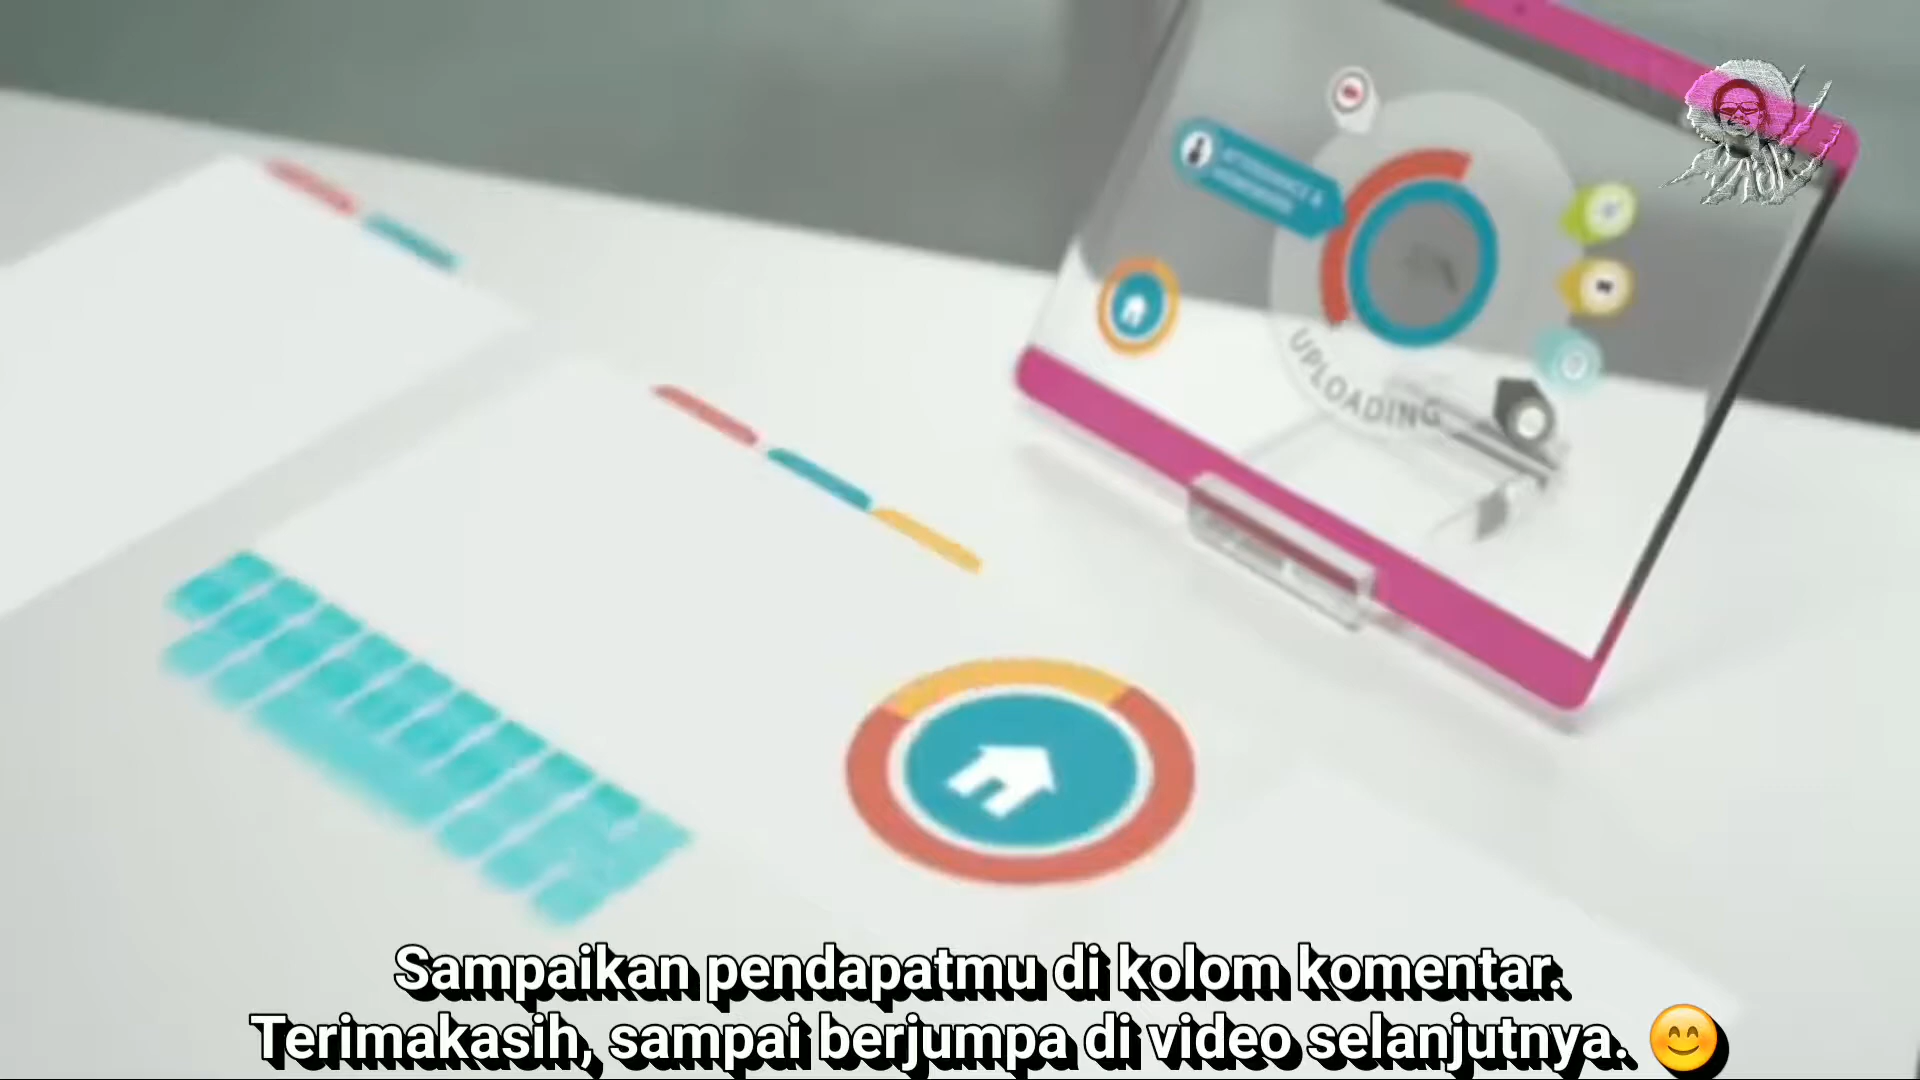 UPLOADING
Sampaikan pendapatmu di kolom komentar.
Terimakasih, sampai berjumpa di video selanjutnya. 😊